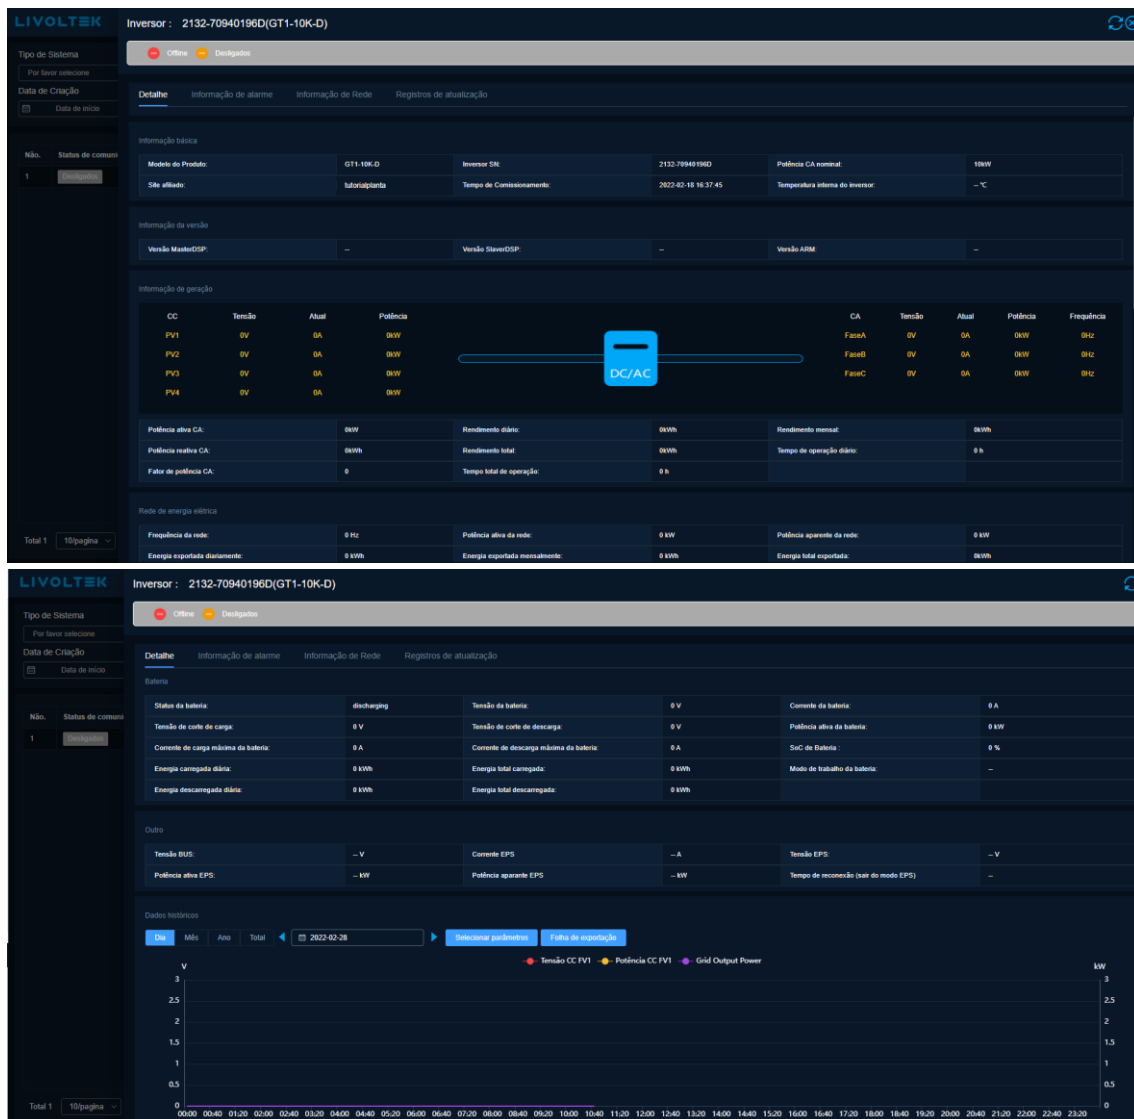 LIVOLTEK
Inversor : 2132-70940196D(GT1-10K-D)
Tipo de Sistema
Por favor selecione
Data de Criação
Data de início
Não. Status de comuni
1 Desligados
Total 1 10/pagina
Offline Desligados
Detalhe Informação de alarme Informação de Rede Registros de atualização
Informação básica
Modelo do Produto: GT1-10K-D Inversor SN: 2132-70940196D Potência CA nominal: 10kW
Site afiliado: tutorialplanta Tempo de Comissionamento: 2022-02-18 16:37:45 Temperatura interna do inversor: -- ℃
Informação da versão
Versão MasterDSP: -- Versão SlaverDSP: -- Versão ARM: --
Informação de geração
CC Tensão Atual Potência
PV1 0V 0A 0kW
PV2 0V 0A 0kW
PV3 0V 0A 0kW
PV4 0V 0A 0kW
DC/AC
CA Tensão Atual Potência Frequência
FaseA 0V 0A 0kW 0Hz
FaseB 0V 0A 0kW 0Hz
FaseC 0V 0A 0kW 0Hz
Potência ativa CA: 0kW Rendimento diário: 0kWh Rendimento mensal: 0kWh
Potência reativa CA: 0kWh Rendimento total: 0kWh Tempo de operação diário: 0 h
Fator de potência CA: 0 Tempo total de operação: 0 h
Rede de energia elétrica
Frequência da rede: 0 Hz Potência ativa da rede: 0 kW Potência aparente da rede: 0 kW
Energia exportada diariamente: 0 kWh Energia exportada mensalmente: 0 kWh Energia total exportada: 0kWh
LIVOLTEK
Inversor : 2132-70940196D(GT1-10K-D)
Tipo de Sistema
Por favor selecione
Data de Criação
Data de início
Não. Status de comuni
1 Desligados
Total 1 10/pagina
Offline Desligados
Detalhe Informação de alarme Informação de Rede Registros de atualização
Bateria
Status da bateria: discharging Tensão da bateria: 0 V Corrente da bateria: 0 A
Tensão de corte de carga: 0 V Tensão de corte de descarga: 0 V Potência ativa da bateria: 0 kW
Corrente de carga máxima da bateria: 0 A Corrente de descarga máxima da bateria: 0 A SoC de Bateria : 0 %
Energia carregada diária: 0 kWh Energia total carregada: 0 kWh Modo de trabalho da bateria: --
Energia descarregada diária: 0 kWh Energia total descarregada: 0 kWh
Outro
Tensão BUS: -- V Corrente EPS -- A Tensão EPS: -- V
Potência ativa EPS: -- kW Potência aparante EPS -- kW Tempo de reconexão (sair do modo EPS) --
Dados históricos
Dia Mês Ano Total 2022-02-28 Selecionar parâmetros Folha de exportação
Tensão CC FV1 Potência CC FV1 Grid Output Power
V kW
3 3
2.5 2.5
2 2
1.5 1.5
1 1
0.5 0.5
0 0
00:00 00:40 01:20 02:00 02:40 03:20 04:00 04:40 05:20 06:00 06:40 07:20 08:00 08:40 09:20 10:00 10:40 11:20 12:00 12:40 13:20 14:00 14:40 15:20 16:00 16:40 17:20 18:00 18:40 19:20 20:00 20:40 21:20 22:00 22:40 23:20